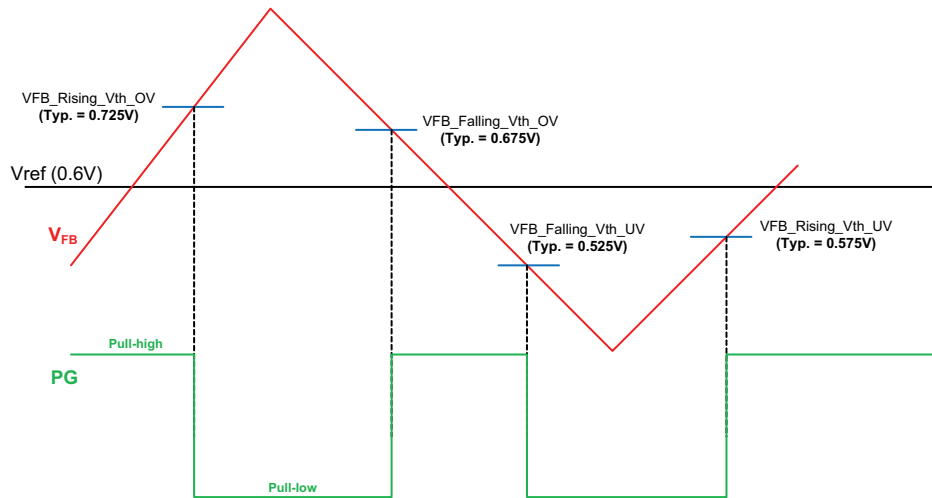 VFB_Rising_Vth_OV
(Typ. = 0.725V)
VFB_Falling_Vth_OV
(Typ. = 0.675V)
Vref (0.6V)
VFB
VFB_Falling_Vth_UV
(Typ. = 0.525V)
VFB_Rising_Vth_UV
(Typ. = 0.575V)
Pull-high
PG
Pull-low